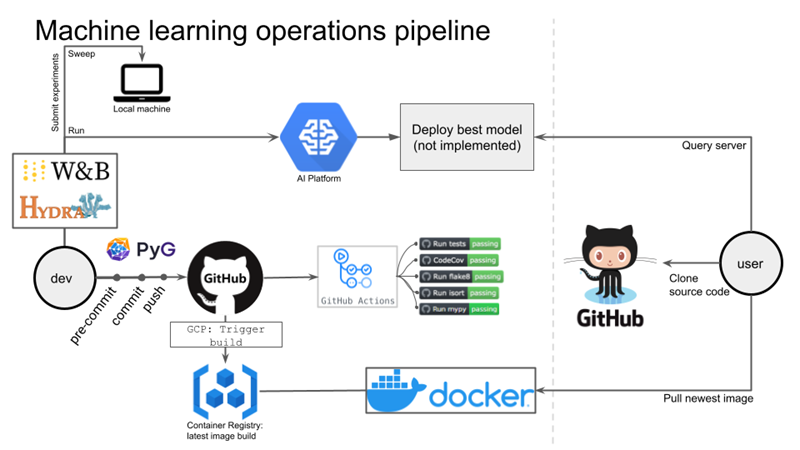 Machine learning operations pipeline
Sweep
Submit experiments
Local machine
Run
AI Platform
Deploy best model
(not implemented)
Query server
W&B
HYDRA
PyG
dev
pre-commit
commit
push
GitHub
GitHub Actions
Run tests passing
CodeCov passing
Run flake8 passing
Run isort passing
Run mypy passing
GitHub
Clone
source code
user
GCP: Trigger
build
Container Registry:
latest image build
docker
Pull newest image